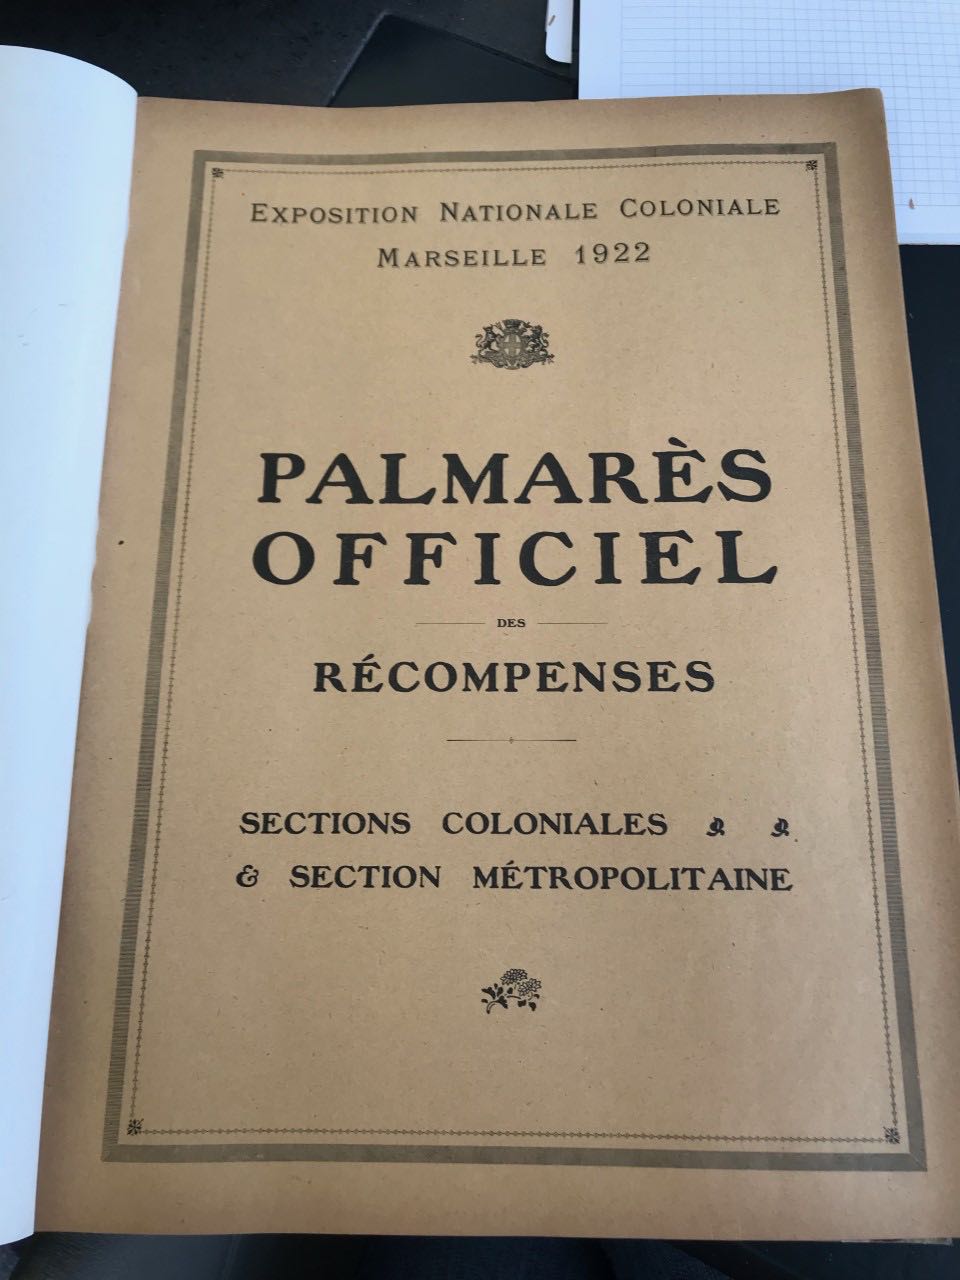 EXPOSITION NATIONALE COLONIALE
MARSEILLE 1922
PALMARÈS
OFFICIEL
DES
RÉCOMPENSES
SECTIONS COLONIALES
& SECTION MÉTROPOLITAINE